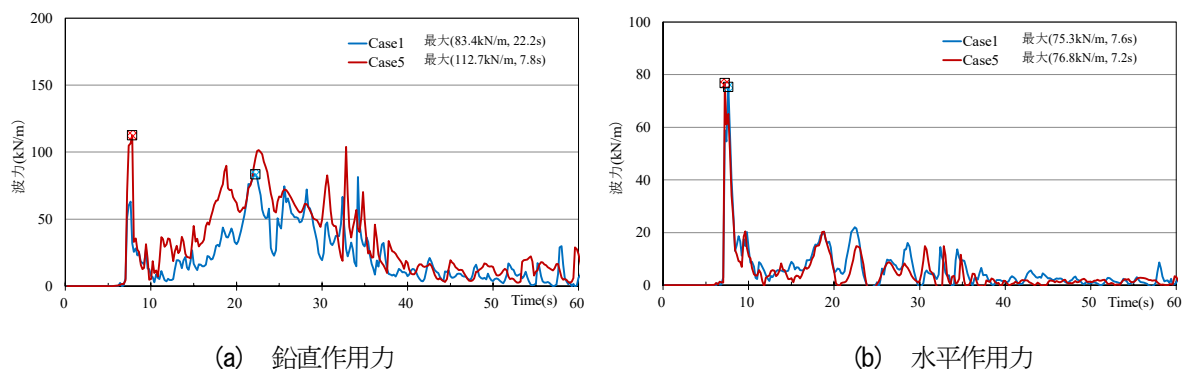 200
150
100
50
0
波力(kN/m)
Case1 最大(83.4kN/m, 22.2s)
Case5 最大(112.7kN/m, 7.8s)
0 10 20 30 40 50 60
Time(s)
(a) 鉛直作用力
100
80
60
40
20
0
波力(kN/m)
Case1 最大(75.3kN/m, 7.6s)
Case5 最大(76.8kN/m, 7.2s)
0 10 20 30 40 50 60
Time(s)
(b) 水平作用力